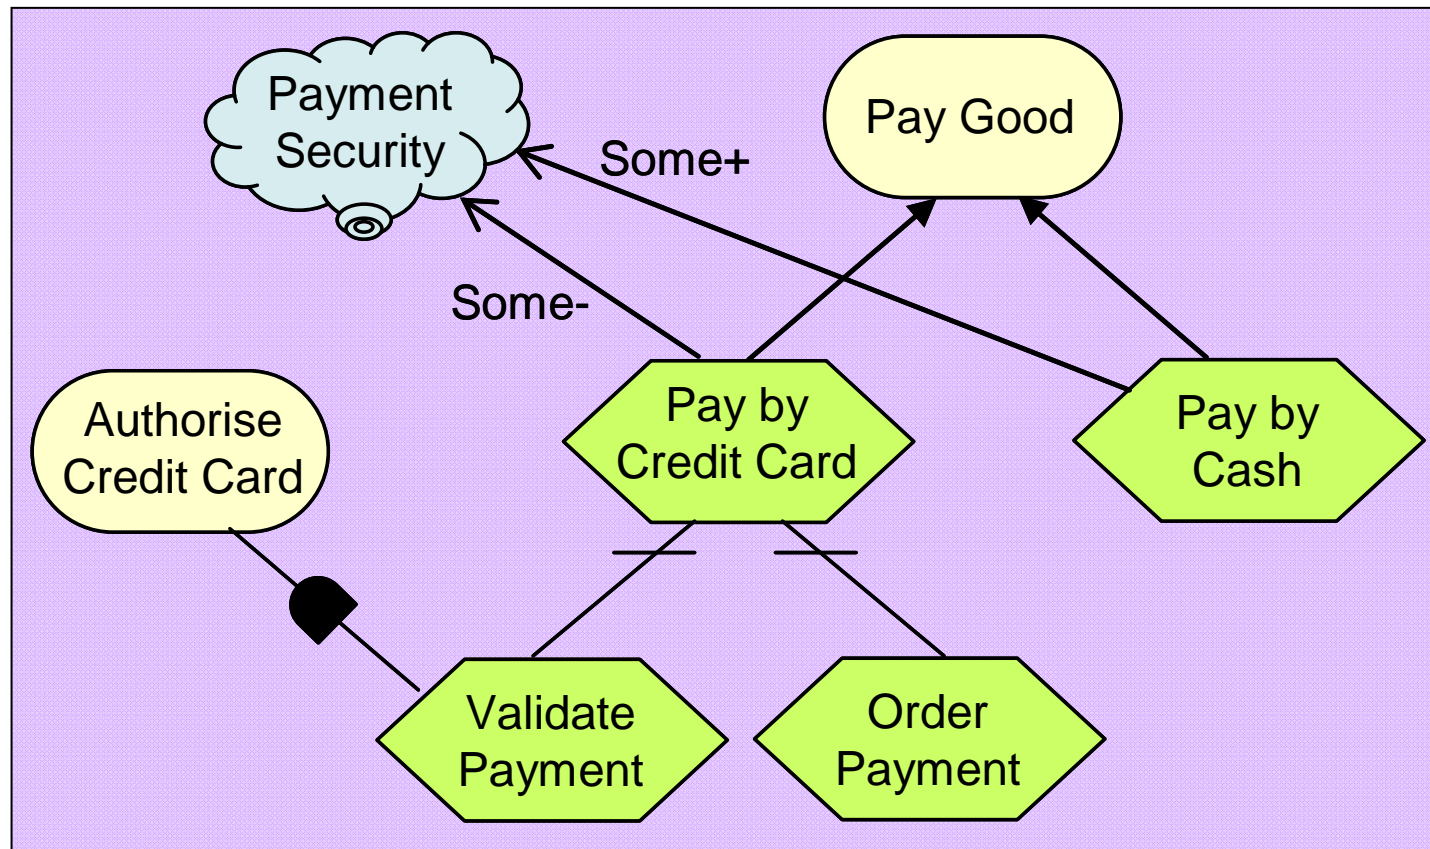 Payment
Security
Pay Good
Some+
Some-
Authorise
Credit Card
Pay by
Credit Card
Pay by
Cash
Validate
Payment
Order
Payment